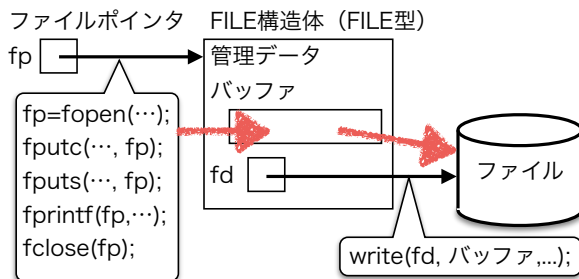 ファイルポインタ
FILE構造体（FILE型）
fp
管理データ
バッファ
fp=fopen(…);
fputc(…, fp);
fputs(…, fp);
fprintf(fp,…);
fclose(fp);
fd
ファイル
write(fd, バッファ,...);